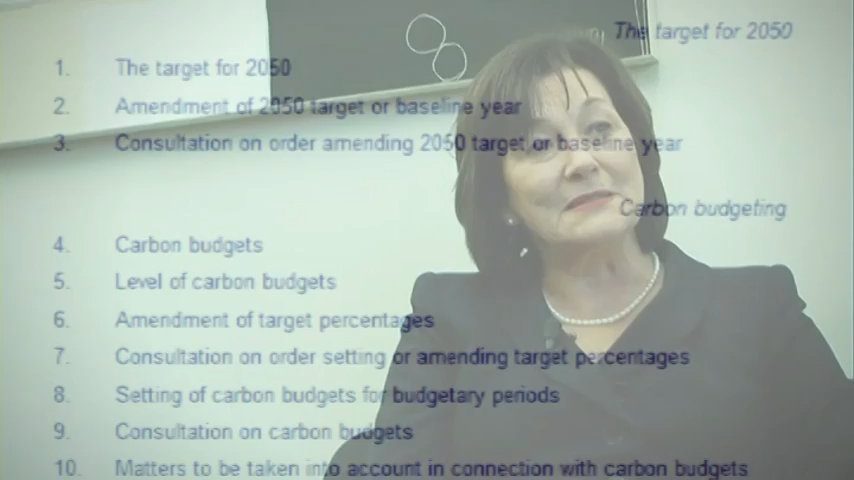 The target for 2050
1. The target for 2050
2. Amendment of 2050 target or baseline year
3. Consultation on order amending 2050 target or baseline year
Carbon budgeting
4. Carbon budgets
5. Level of carbon budgets
6. Amendment of target percentages
7. Consultation on order setting or amending target percentages
8. Setting of carbon budgets for budgetary periods
9. Consultation on carbon budgets
10. Matters to be taken into account in connection with carbon budgets